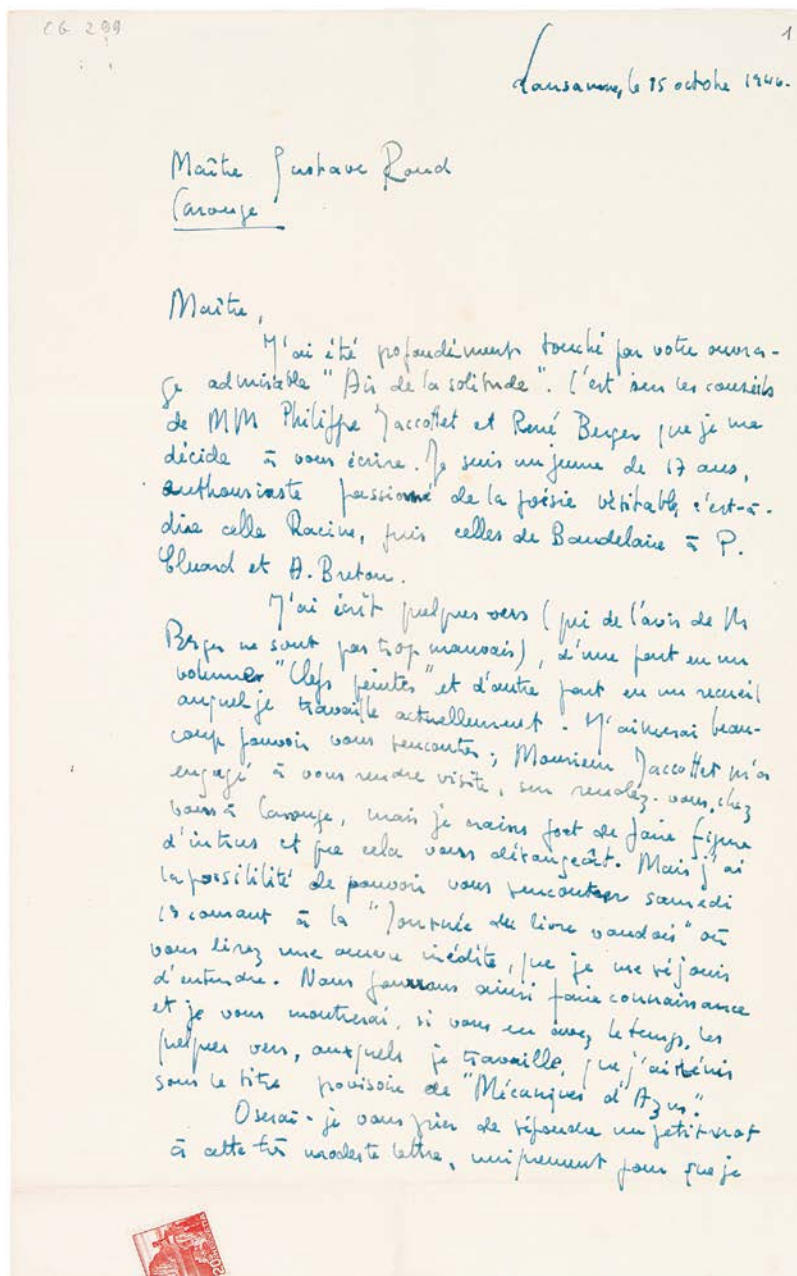 CG 299
1
Lausanne, le 15 octobre 1946.
Maître Gustave Roud
Carouge
Maître,
J'ai été pofondément touché par votre ouvra-
ge admirable "Air de la solitude". C'est sur les conseils
de MM Philippe Jaccottet et René Berger que je me
décide à vous écrire. Je suis un jeune de 17 ans,
enthousiaste passionné de la poésie véritable, c'est-à-
dire celle Racine, puis celles de Baudelaire à P.
Eluard et A. Breton.
J'ai écrit quelques vers (qui de l'avis de Mr
Berger ne sont pas trop mauvais), d'une part en un
volume "Clefs peintes" et d'autre part en un recueil
auquel je travaille actuellement. J'aimerai beau-
coup pouvoir vous rencontrer; Monsieur Jaccottet m'a
engagé à vous rendre visite, sur rendez-vous, chez
vous à Carouge, mais je crains fort de faire figure
d'intrus et que cela vous dérangeât. Mais j'ai
la possibilité de pouvoir vous rencontrer samedi
courant à la "Journée du livre vaudois" où
vous lirez une œuvre inédite, que je me réjouis
d'entendre. Nous pourrons ainsi faire connaissance
et je vous montrerai, si vous en avez le temps, les
quelques vers, auxquels je travaille, que j'ai réunis
sous le titre provisoire de "Mécaniques d'Azur".
Oserai-je vous prier de répondre un petit mot
à cette très modeste lettre, uniquement pour que je
20